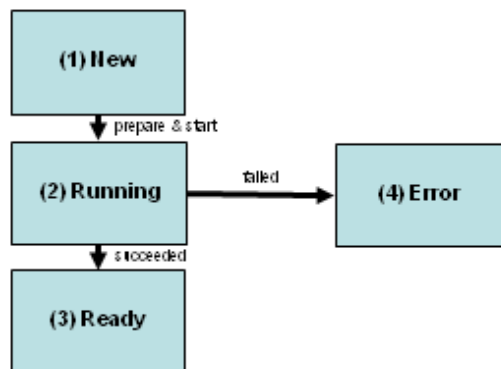 (1) New
prepare & start
(2) Running
failed
(4) Error
succeeded
(3) Ready